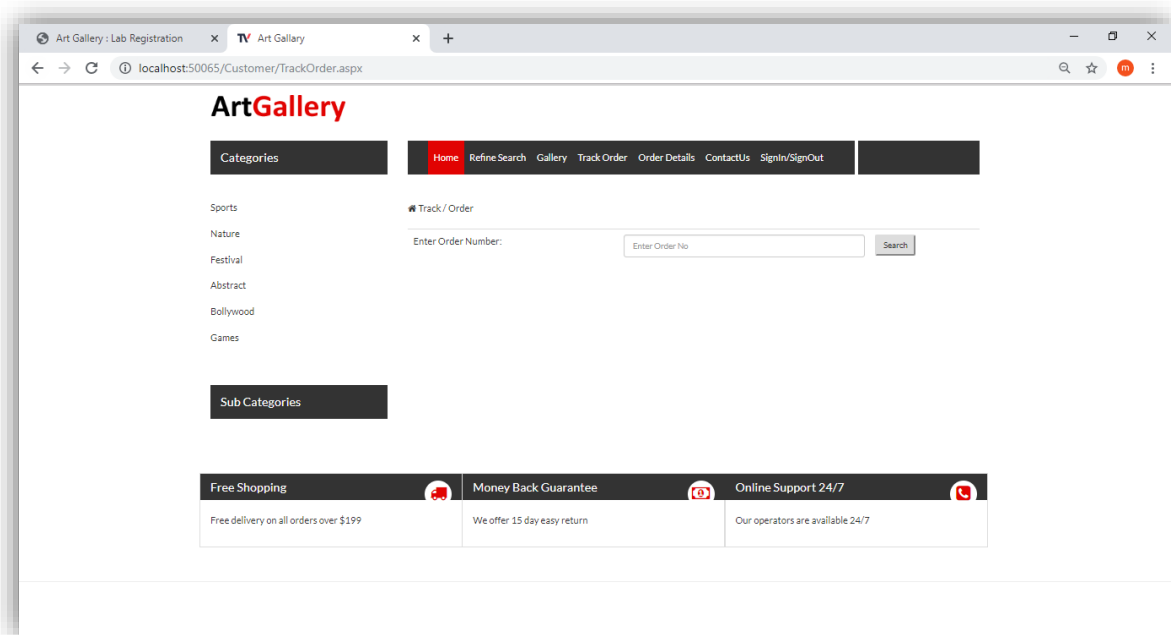 Art Gallery : Lab Registration
Art Gallary
localhost:50065/Customer/TrackOrder.aspx
m
ArtGallery
Categories
Home Refine Search Gallery Track Order Order Details ContactUs SignIn/SignOut
Sports
Nature
Festival
Abstract
Bollywood
Games
Track / Order
Enter Order Number:
Enter Order No
Search
Sub Categories
Free Shopping
Free delivery on all orders over $199
Money Back Guarantee
We offer 15 day easy return
Online Support 24/7
Our operators are available 24/7